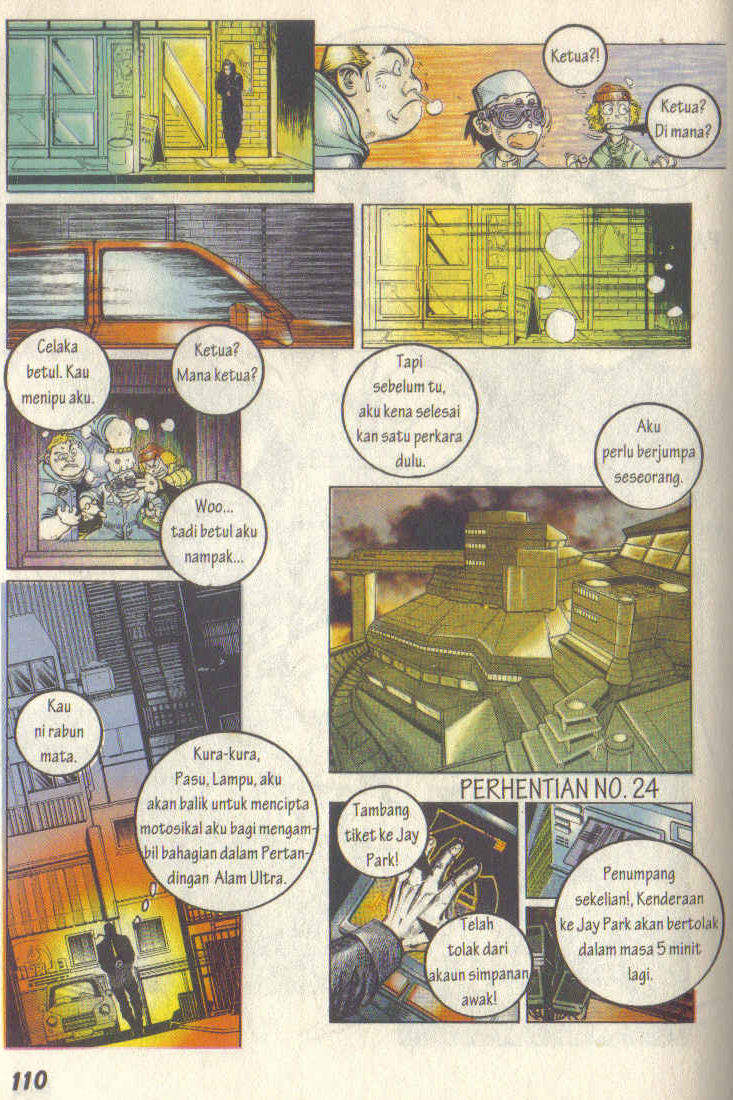 Ketua?!
Ketua?
Di mana?
Celaka
betul. Kau
menipu aku.
Ketua?
Mana ketua?
Woo...
tadi betul aku
nampak...
Tapi
sebelum tu,
aku kena selesai
kan satu perkara
dulu.
Aku
perlu berjumpa
seseorang.
Kau
ni rabun
mata.
Kura-kura,
Pasu, Lampu, aku
akan balik untuk mencipta
motosikal aku bagi mengam-
bil bahagian dalam Pertan-
dingan Alam Ultra.
PERHENTIAN NO. 24
Tambang
tiket ke Jay
Park!
Telah
tolak dari
akaun simpanan
awak!
Penumpang
sekelian!, Kenderaan
ke Jay Park akan bertolak
dalam masa 5 minit
lagi.
110